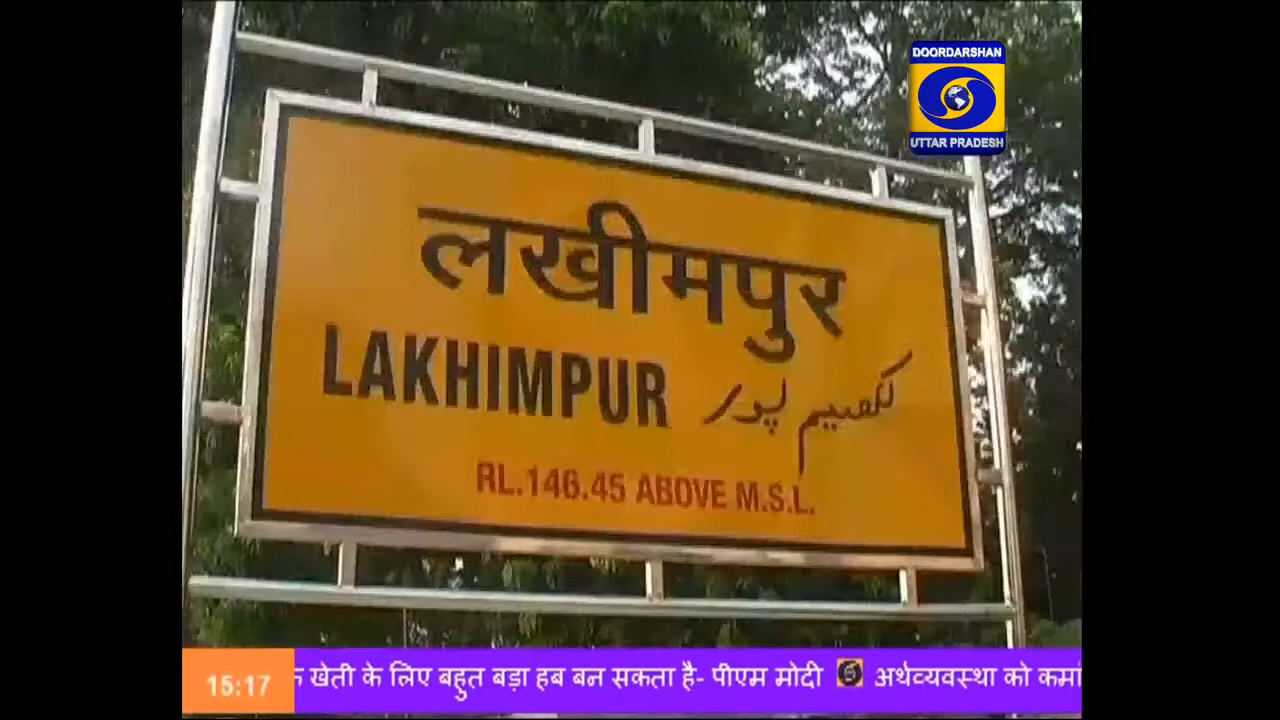 DOORDARSHAN
UTTAR PRADESH
लखीमपुर
LAKHIMPUR لکھیم پور
RL.146.45 ABOVE M.S.L.
15:17 खेती के लिए बहुत बड़ा हब बन सकता है- पीएम मोदी अर्थव्यवस्था को